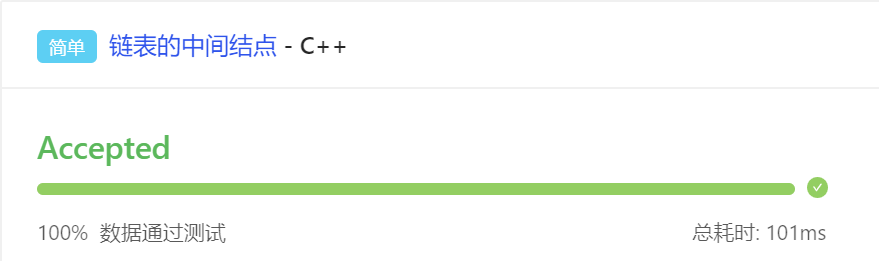 简单 链表的中间结点 - C++
Accepted
100% 数据通过测试 总耗时: 101ms